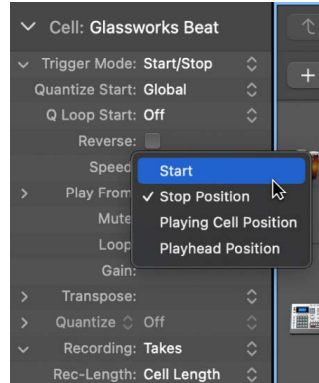 Cell: Glassworks Beat
Trigger Mode: Start/Stop
Quantize Start: Global
Q Loop Start: Off
Reverse:
Speed
Start
Play From
Stop Position
Mute
Playing Cell Position
Loop
Playhead Position
Gain:
Transpose:
Quantize Off
Recording: Takes
Rec-Length: Cell Length